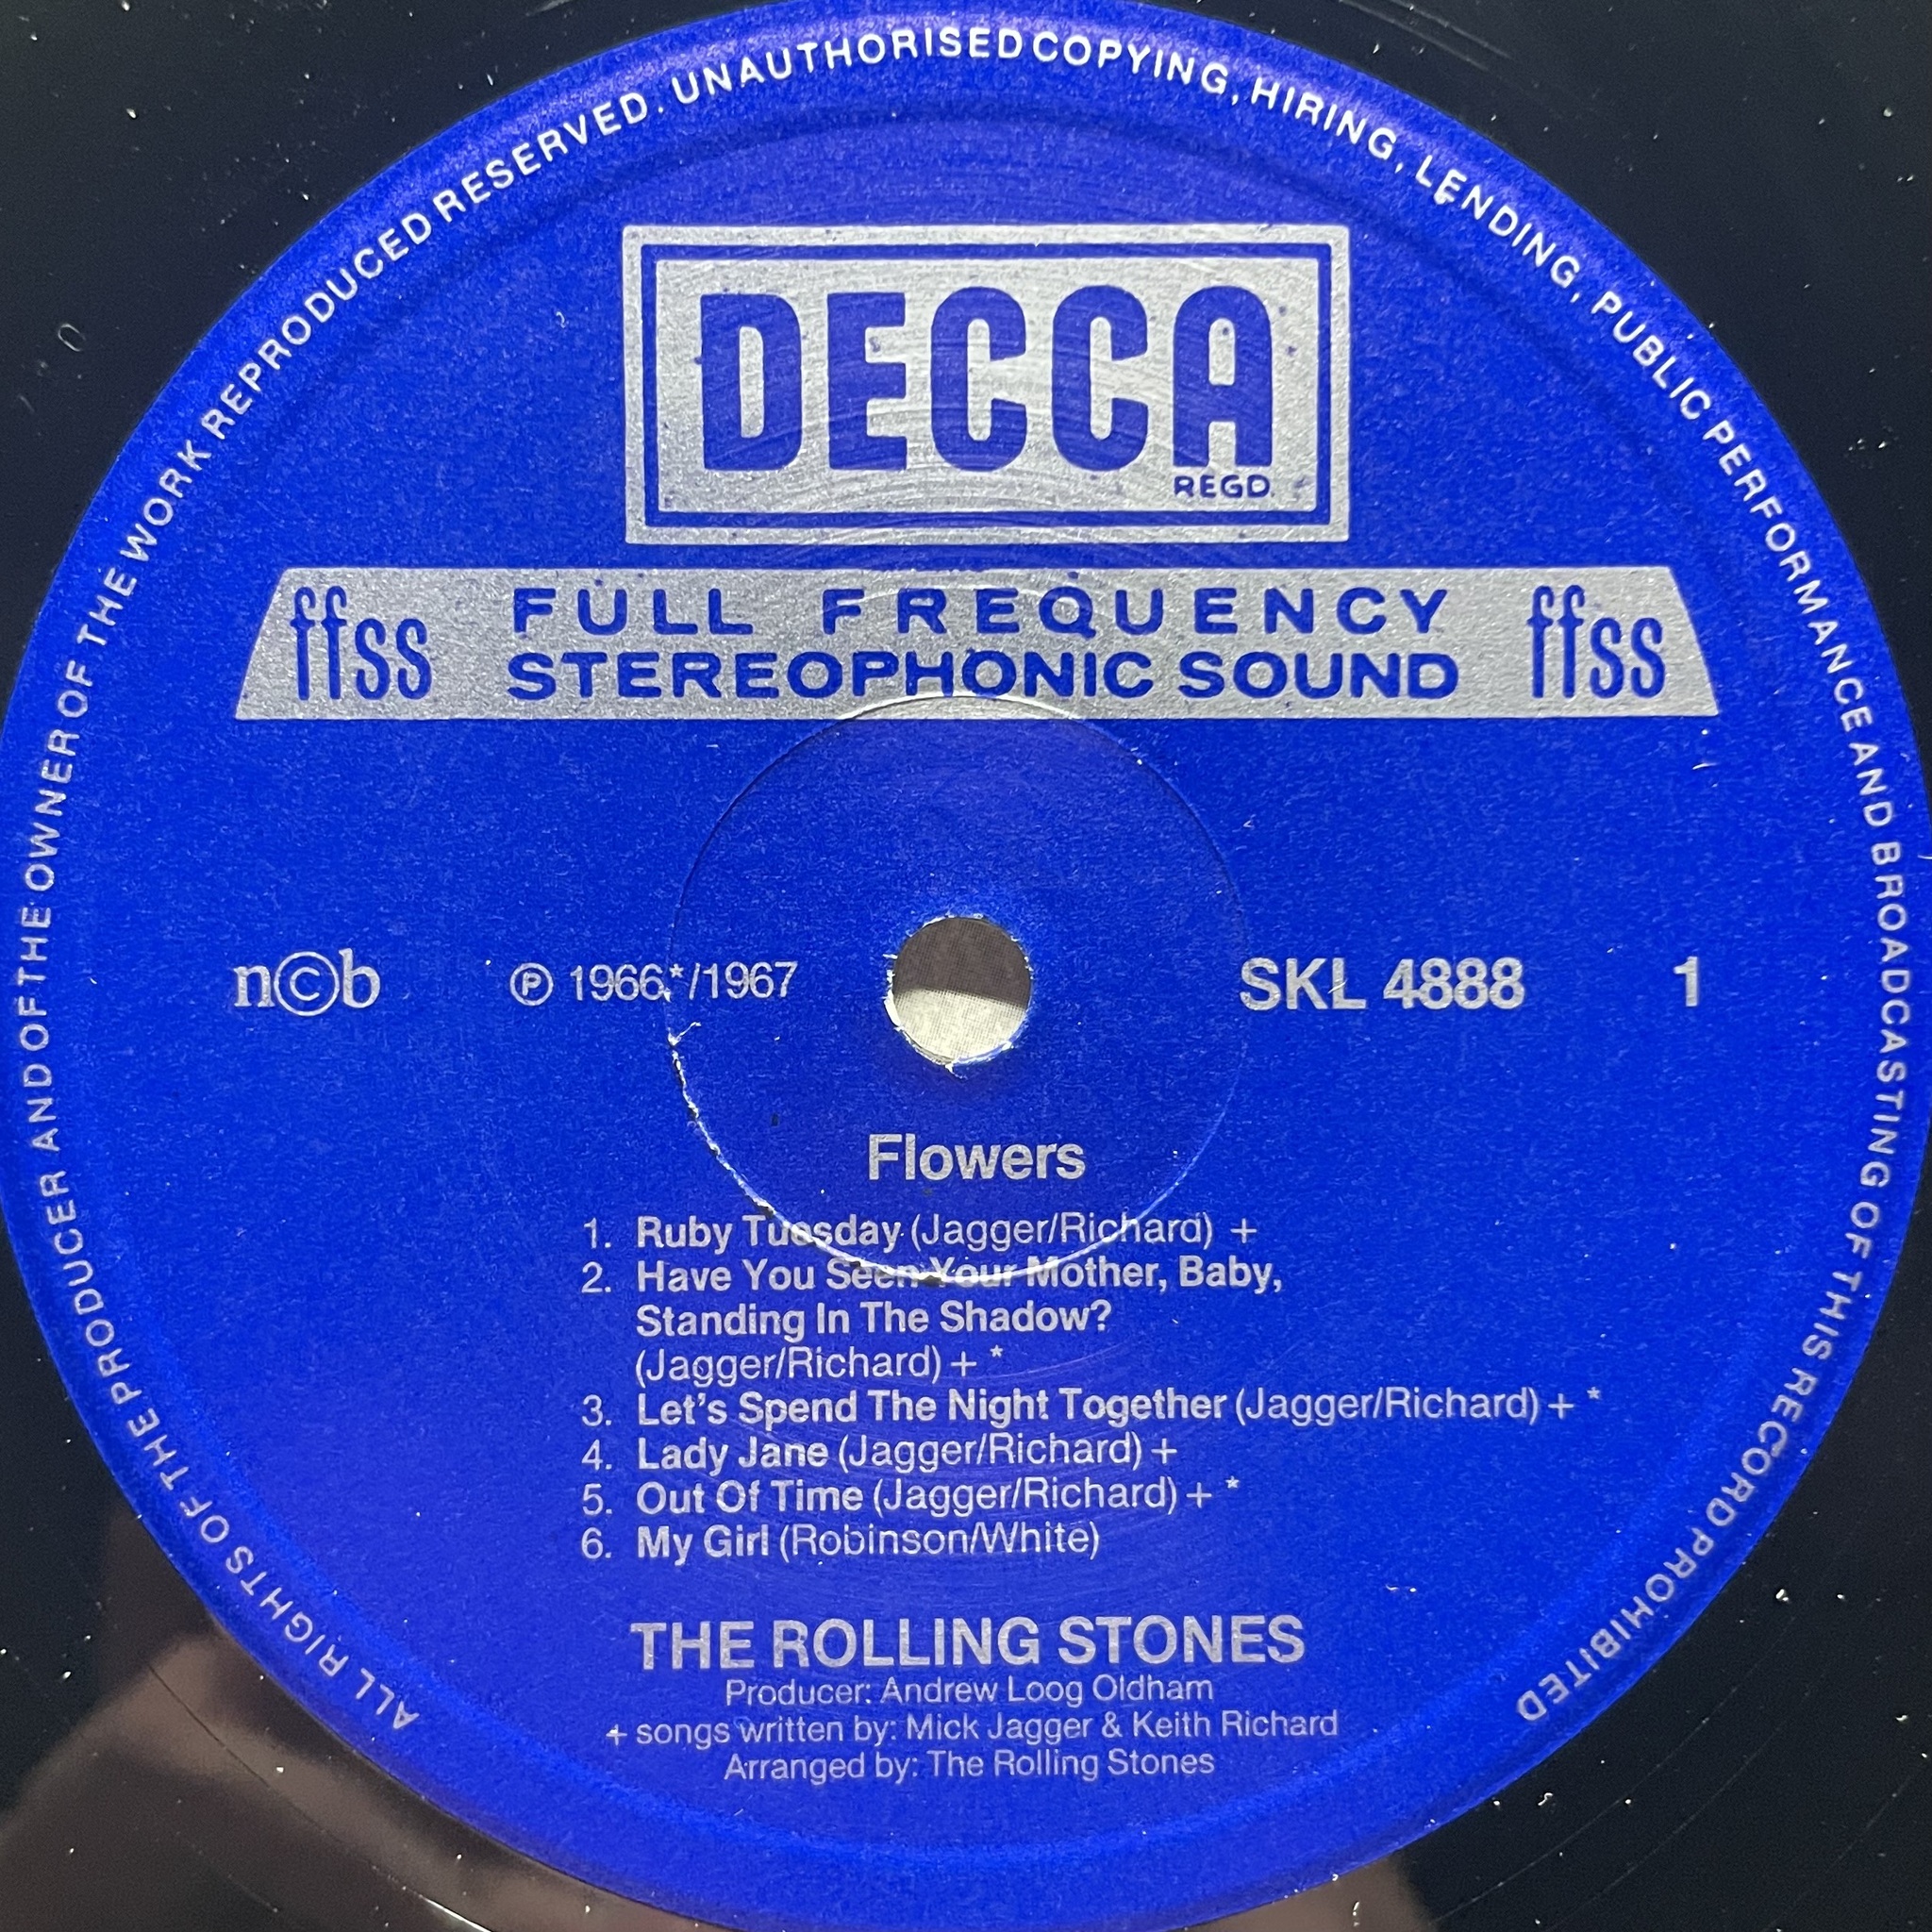 ALL RIGHTS OF THE PRODUCER AND OF THE OWNER OF THE WORK REPRODUCED RESERVED. UNAUTHORISED COPYING, HIRING, LENDING, PUBLIC PERFORMANCE AND BROADCASTING OF THIS RECORD PROHIBITED
DECCA
REGD.
ffss FULL FREQUENCY ffss
STEREOPHONIC SOUND
n©b ℗ 1966,*/1967 SKL 4888 1
Flowers
1. Ruby Tuesday (Jagger/Richard) +
2. Have You Seen Your Mother, Baby,
Standing In The Shadow?
(Jagger/Richard) + *
3. Let's Spend The Night Together (Jagger/Richard) + *
4. Lady Jane (Jagger/Richard) +
5. Out Of Time (Jagger/Richard) + *
6. My Girl (Robinson/White)
THE ROLLING STONES
Producer: Andrew Loog Oldham
+ songs written by: Mick Jagger & Keith Richard
Arranged by: The Rolling Stones